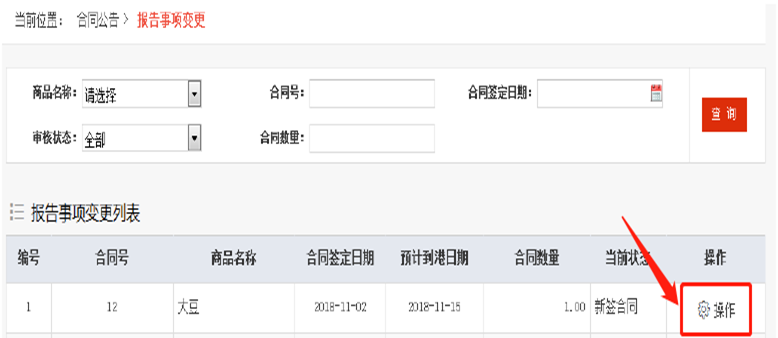 当前位置： 合同公告 > 报告事项变更
商品名称： 请选择 合同号： 合同签定日期： 查 询
审核状态： 全部 合同数量：
报告事项变更列表
编号 合同号 商品名称 合同签定日期 预计到港日期 合同数量 当前状态 操作
1 12 大豆 2018-11-02 2018-11-15 1.00 新签合同 操作